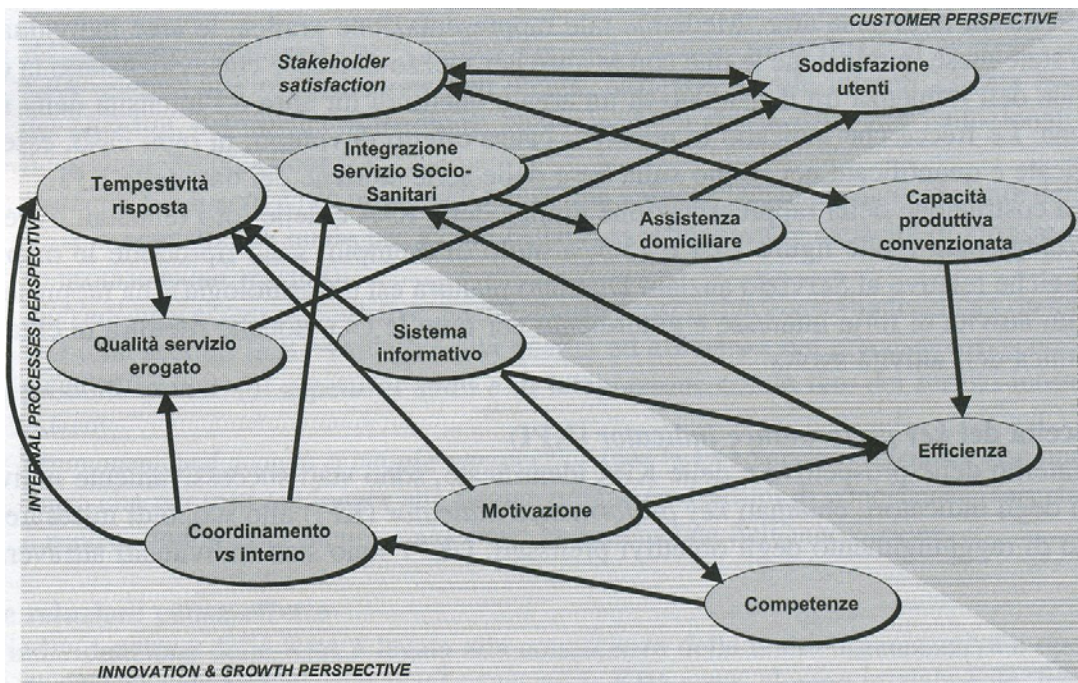 CUSTOMER PERSPECTIVE
Stakeholder
satisfaction
Soddisfazione
utenti
Integrazione
Servizio Socio-
Sanitari
Tempestività
risposta
Assistenza
domiciliare
Capacità
produttiva
convenzionata
INTERNAL PROCESSES PERSPECTIVE
Qualità servizio
erogato
Sistema
informativo
Efficienza
Motivazione
Coordinamento
vs interno
Competenze
INNOVATION & GROWTH PERSPECTIVE